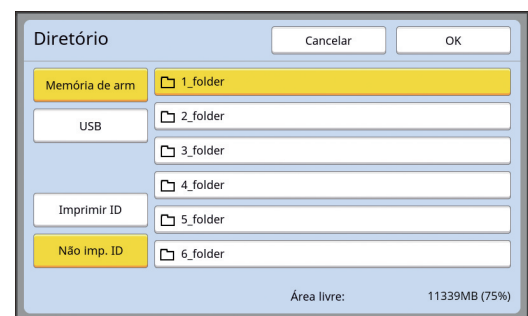 Diretório
Cancelar
OK
Memória de arm
USB
Imprimir ID
Não imp. ID
1_folder
2_folder
3_folder
4_folder
5_folder
6_folder
Área livre: 11339MB (75%)